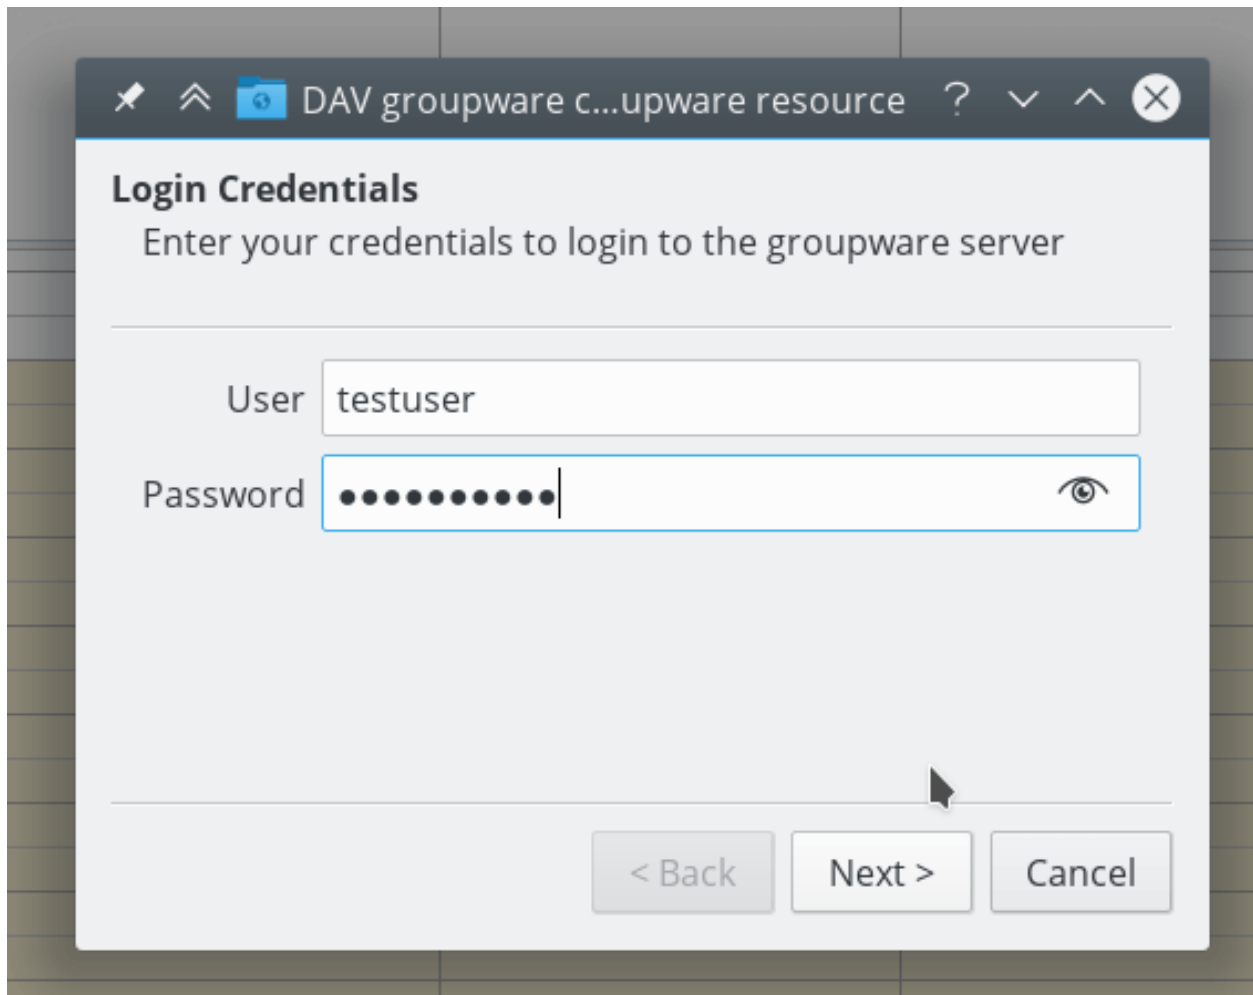 DAV groupware c...upware resource
Login Credentials
Enter your credentials to login to the groupware server
User testuser
Password ●●●●●●●●●●
< Back Next > Cancel